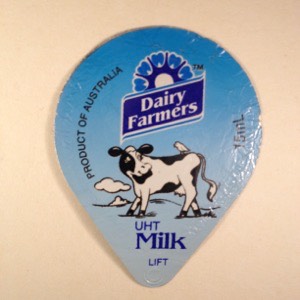 PRODUCT OF AUSTRALIA
TM
Dairy
Farmers
15mL
UHT
Milk
LIFT